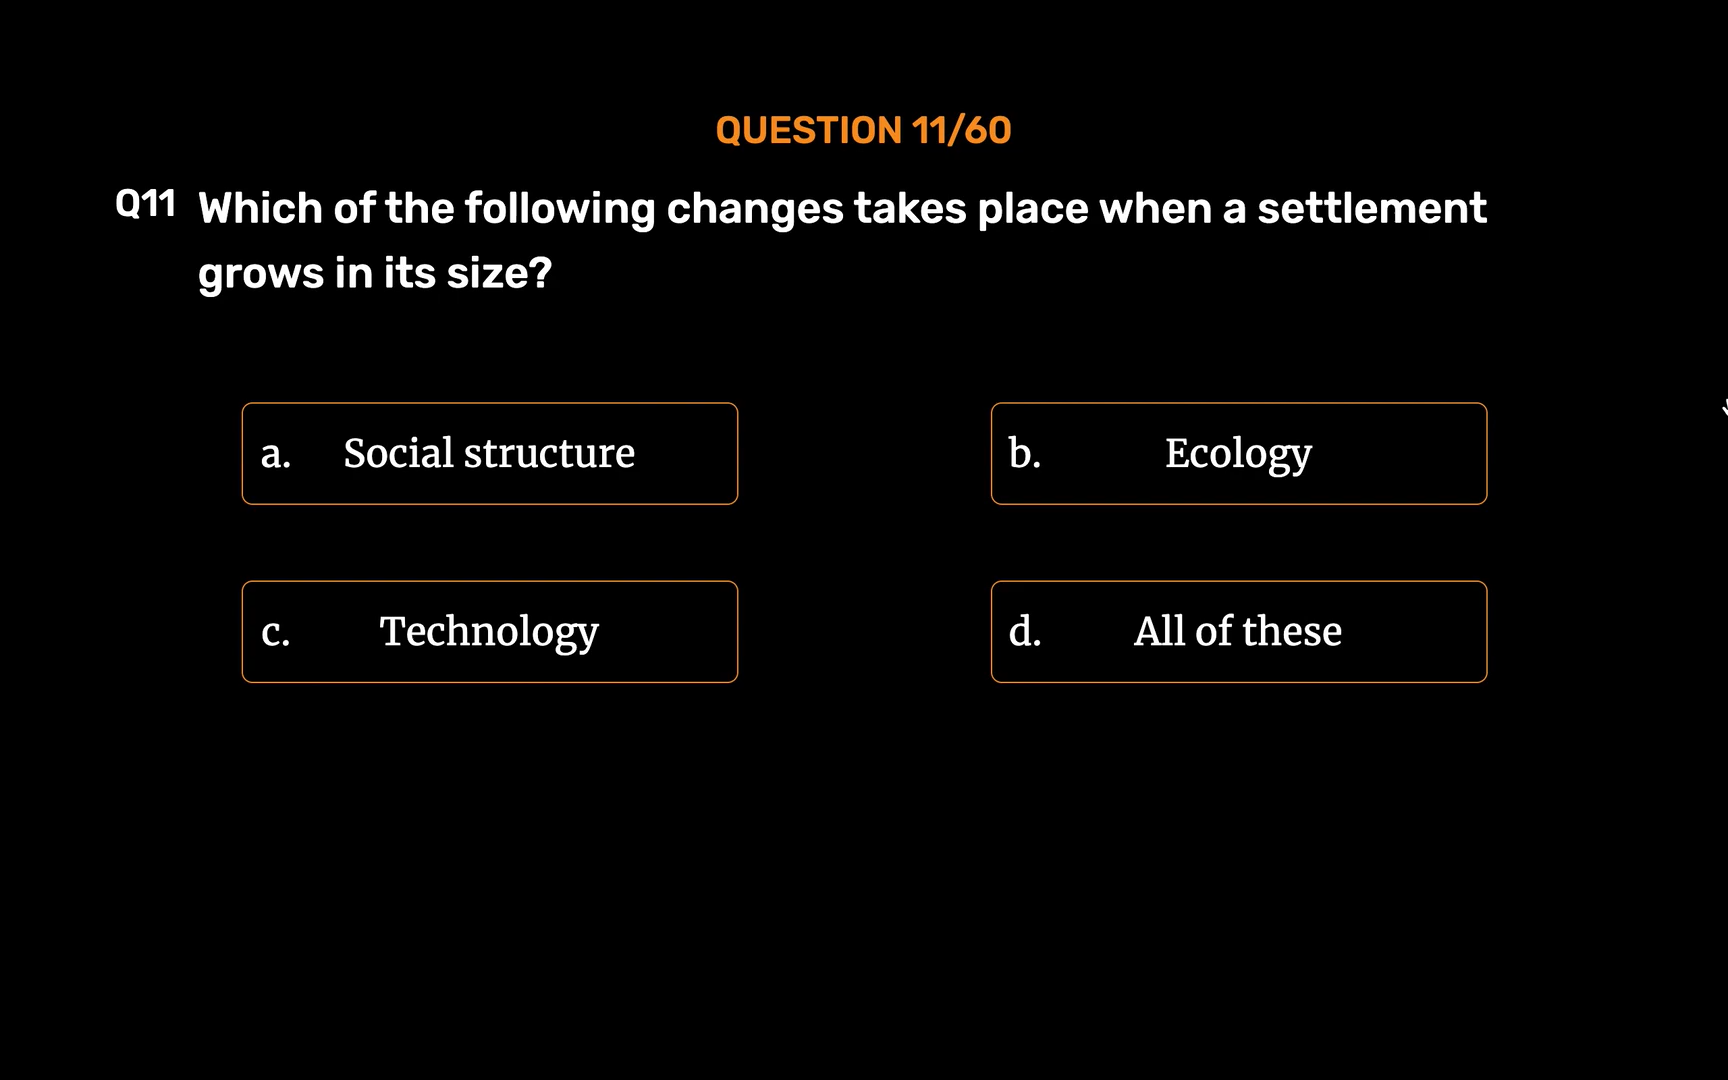 QUESTION 11/60
Q11 Which of the following changes takes place when a settlement
grows in its size?
a. Social structure
b. Ecology
c. Technology
d. All of these